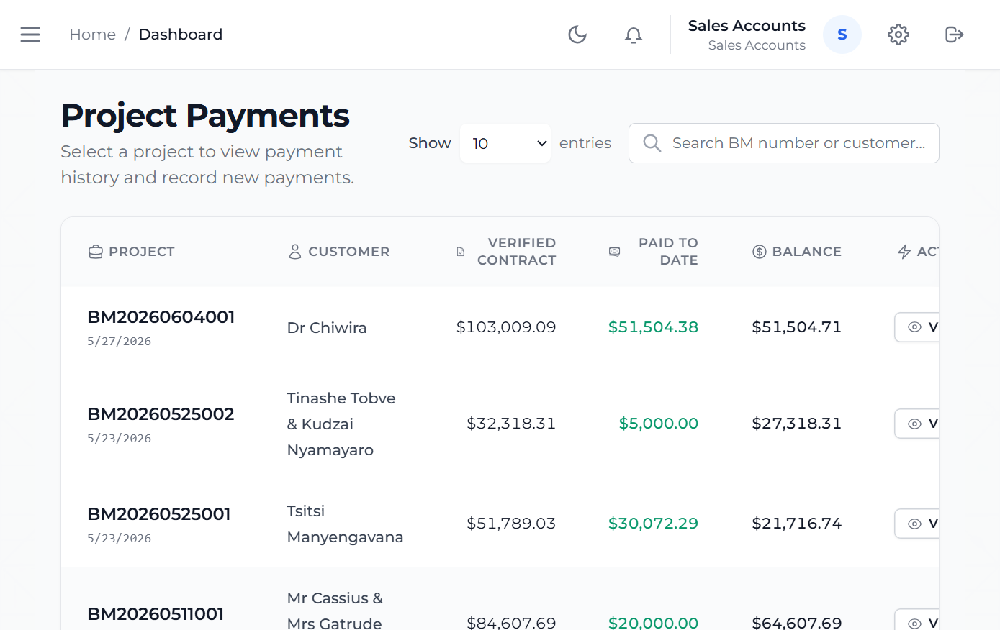 Home / Dashboard
Sales Accounts
Sales Accounts
S
Project Payments
Select a project to view payment
history and record new payments.
Show 10 entries
Search BM number or customer...
PROJECT CUSTOMER VERIFIED CONTRACT PAID TO DATE BALANCE ACT
BM20260604001
5/27/2026
Dr Chiwira
$103,009.09 $51,504.38 $51,504.71 V
BM20260525002
5/23/2026
Tinashe Tobve
& Kudzai
Nyamayaro
$32,318.31 $5,000.00 $27,318.31 V
BM20260525001
5/23/2026
Tsitsi
Manyengavana
$51,789.03 $30,072.29 $21,716.74 V
BM20260511001
Mr Cassius &
Mrs Gatrude
$84,607.69 $20,000.00 $64,607.69 V